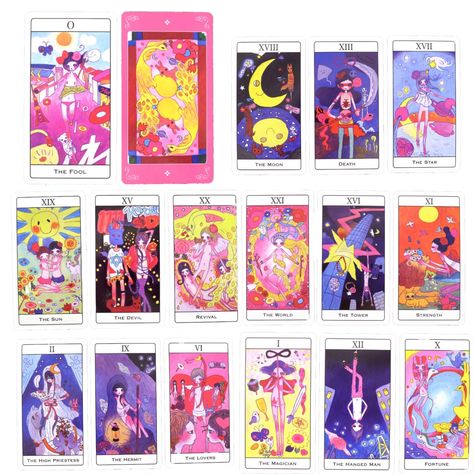 O
THE FOOL
XVIII
THE MOON
XIII
DEATH
XVII
THE STAR
XIX
THE SUN
XV
THE DEVIL
XX
REVIVAL
XXI
THE WORLD
XVI
THE TOWER
XI
STRENGTH
II
THE HIGH PRIESTESS
IX
THE HERMIT
VI
THE LOVERS
I
THE MAGICIAN
XII
THE HANGED MAN
X
FORTUNE